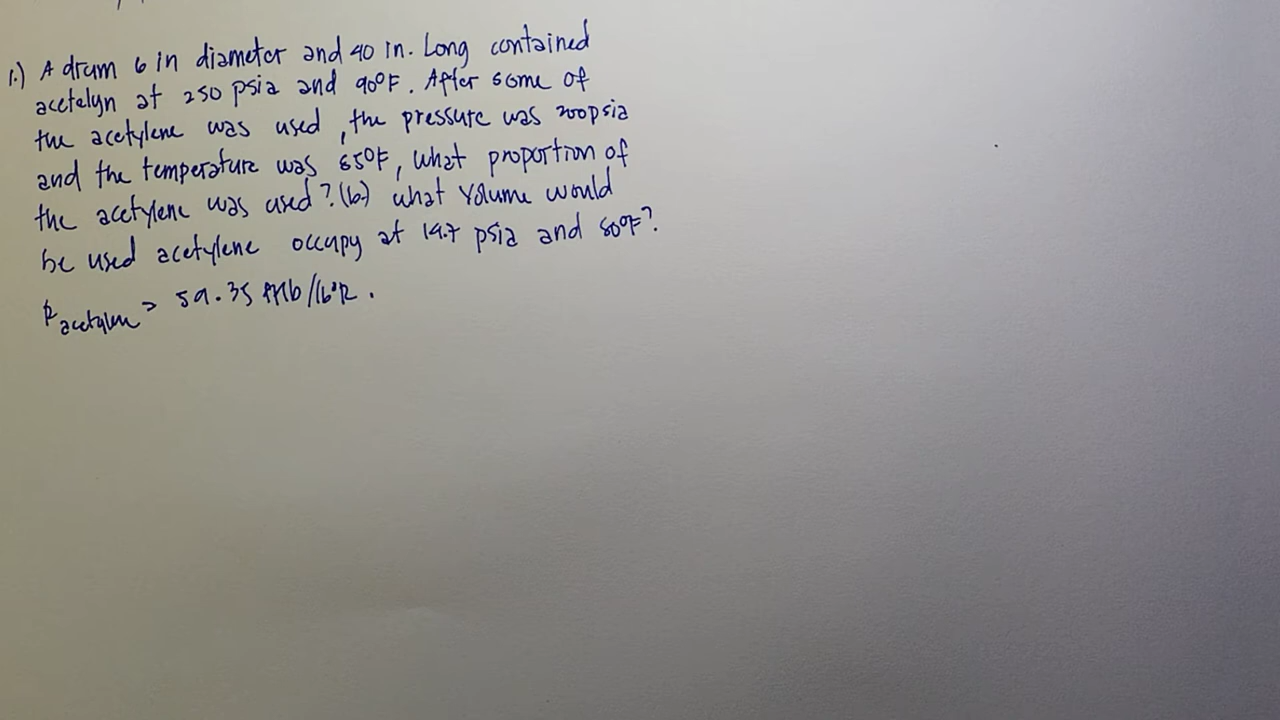 1.) A drum 6 in diameter and 40 in. Long contained
acetelyn at 250 psia and 90°F. After some of
the acetylene was used, the pressure was 200psia
and the temperature was 85°F, what proportion of
the acetylene was used? (b.) what volume would
be used acetylene occupy at 14.7 psia and 80°F?
R acetylene = 59.35 ft.lb/lb°R.